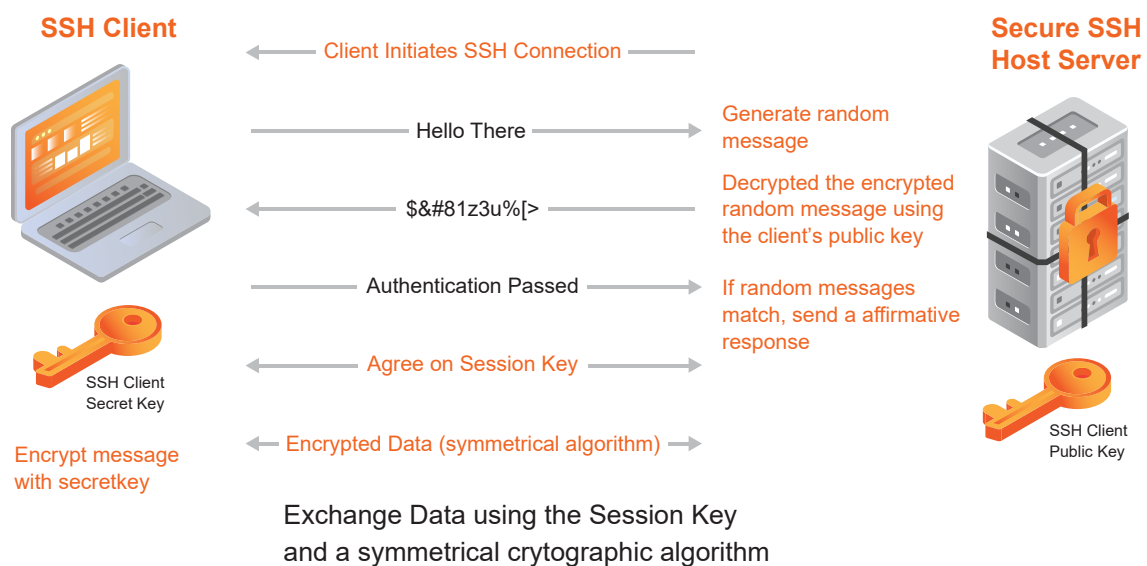 SSH Client
Secure SSH
Host Server
Client Initiates SSH Connection
Hello There
Generate random
message
$&#81z3u%[>
Decrypted the encrypted
random message using
the client's public key
Authentication Passed
If random messages
match, send a affirmative
response
Agree on Session Key
SSH Client
Secret Key
SSH Client
Public Key
Encrypted Data (symmetrical algorithm)
Encrypt message
with secretkey
Exchange Data using the Session Key
and a symmetrical crytographic algorithm